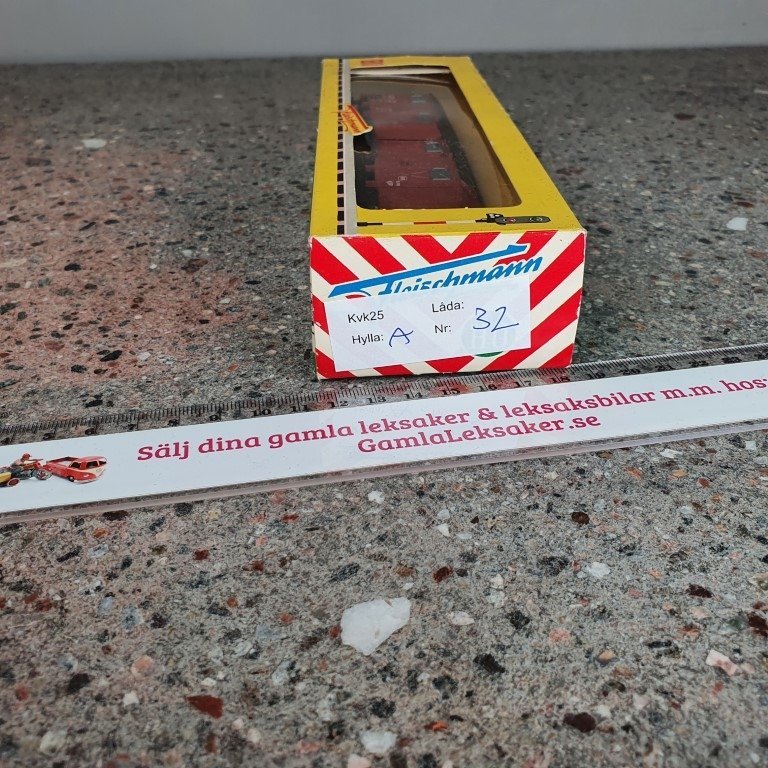 Fleischmann
Kvk25 Låda:
Hylla: A Nr: 32
Sälj dina gamla leksaker & leksaksbilar m.m. hos:
GamlaLeksaker.se